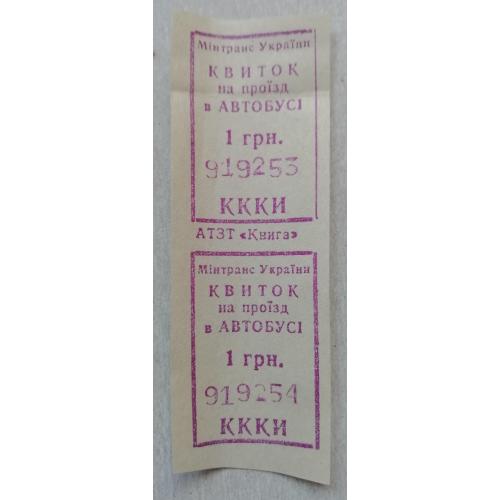 Мінтранс України
КВИТОК
на проїзд
в АВТОБУСІ
1 грн.
919253
ККKИ
АТЗТ «Книга»
Мінтранс України
КВИТОК
на проїзд
в АВТОБУСІ
1 грн.
919254
КККИ